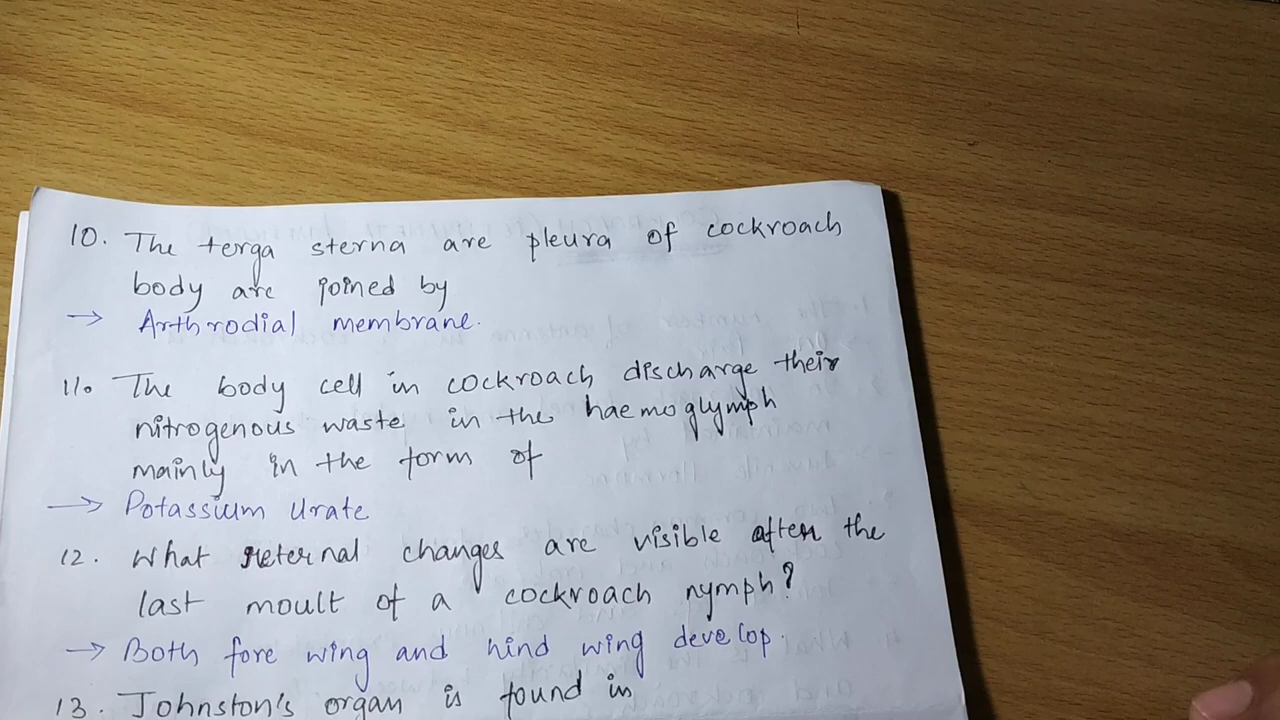 10. The terga sterna are pleura of cockroach
body are joined by
→ Arthrodial membrane.
11. The body cell in cockroach discharge their
nitrogenous waste in the haemoglymph
mainly in the form of
→ Potassium Urate
12. What reternal changes are visible after the
last moult of a cockroach nymph?
→ Both fore wing and hind wing develop.
13. Johnston's organ is found in